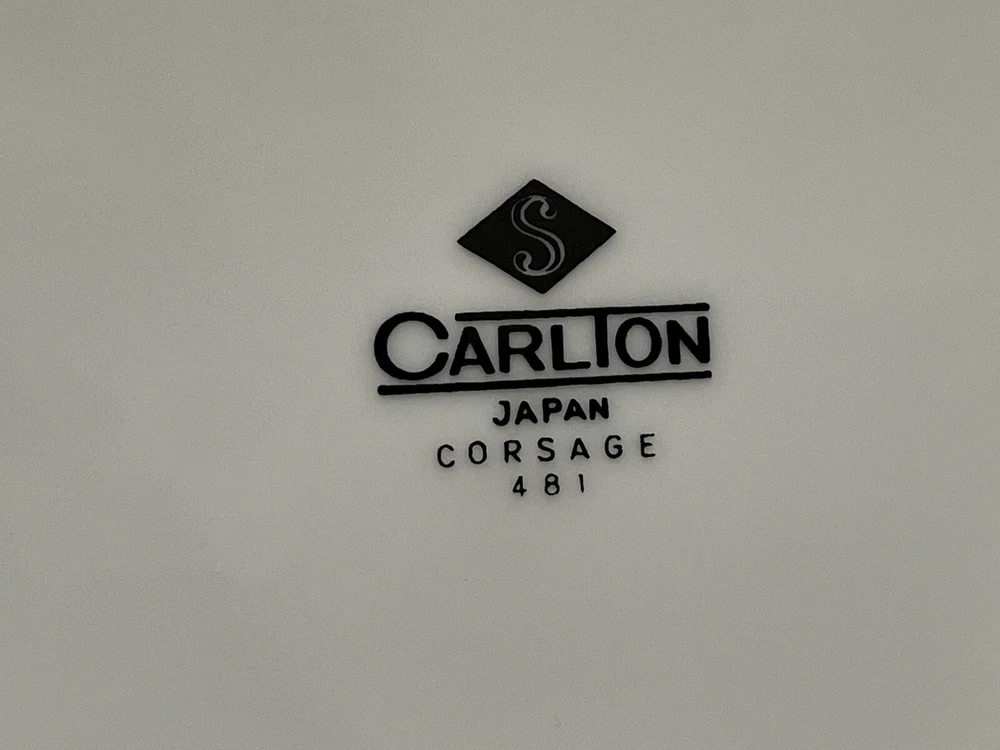 S
CARLTON
JAPAN
CORSAGE
481